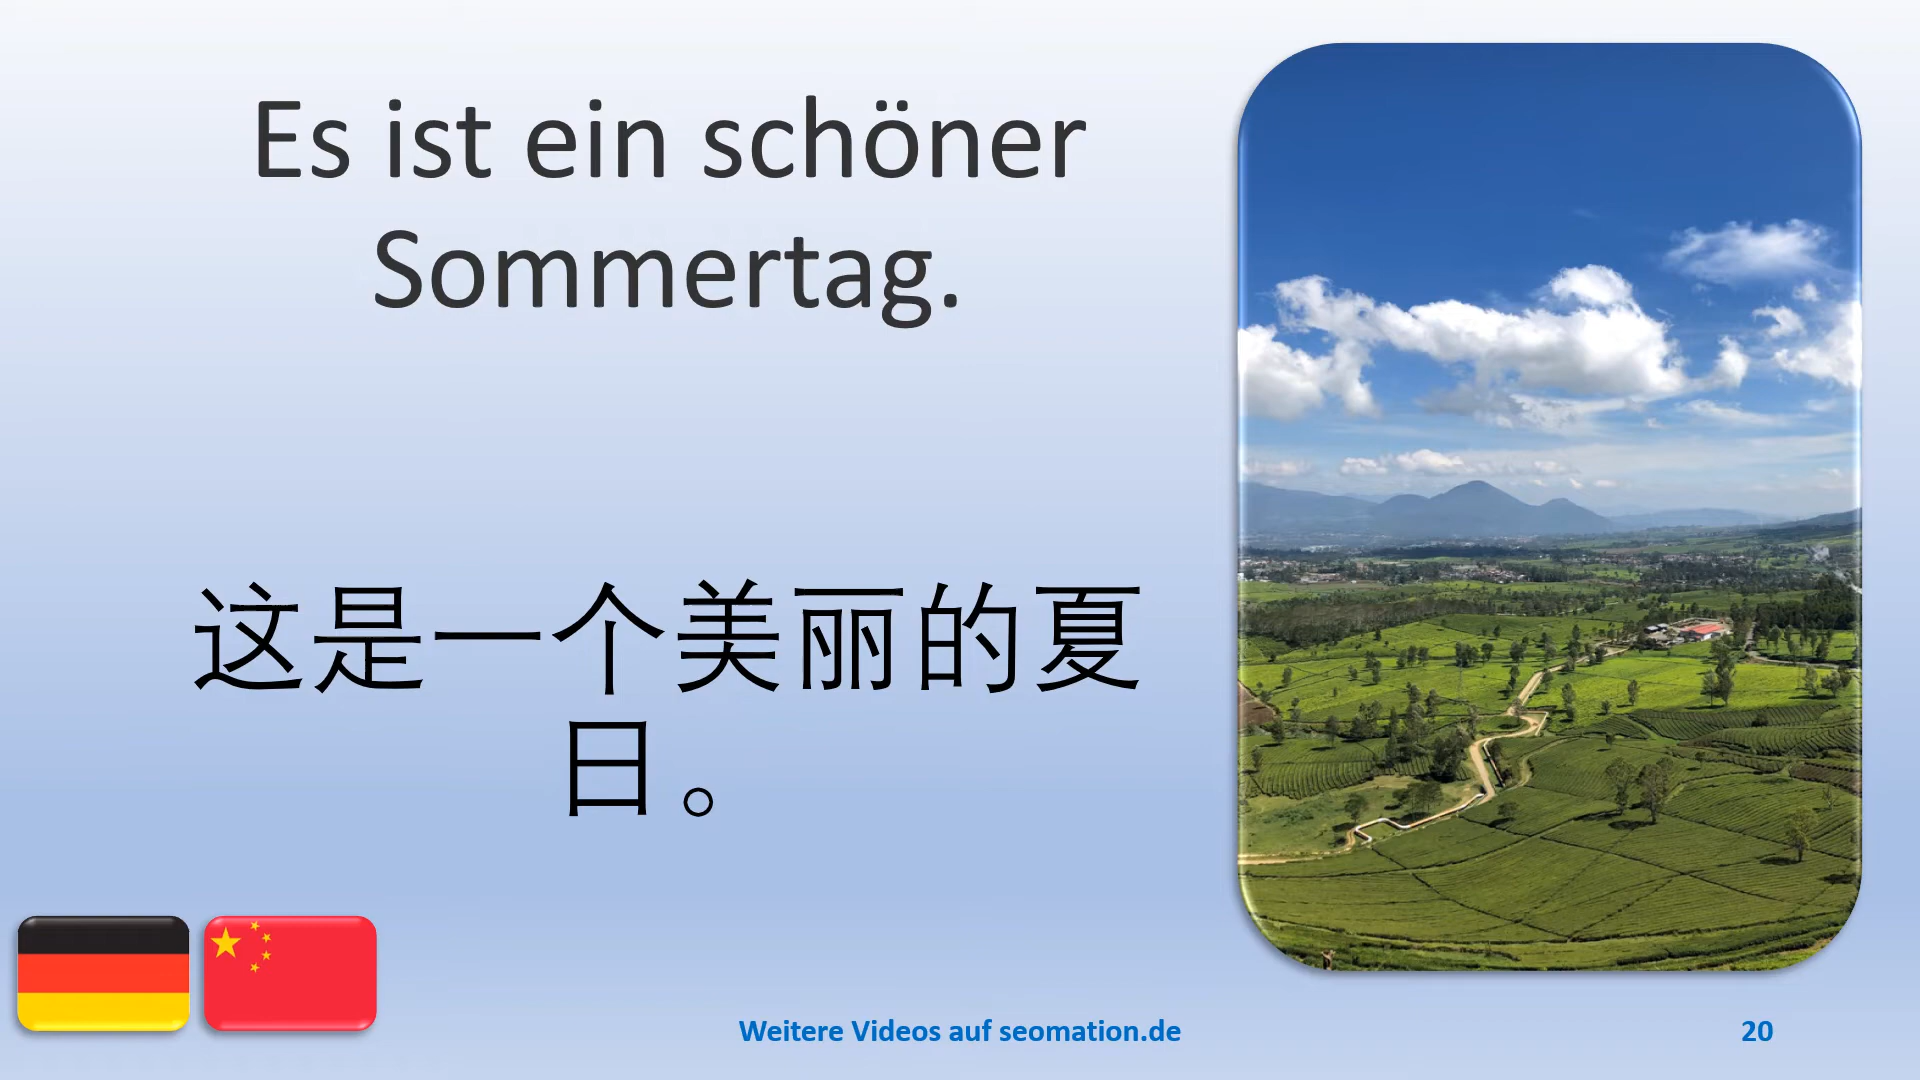 Es ist ein schöner
Sommertag.
这是一个美丽的夏
日。
Weitere Videos auf seomation.de
20